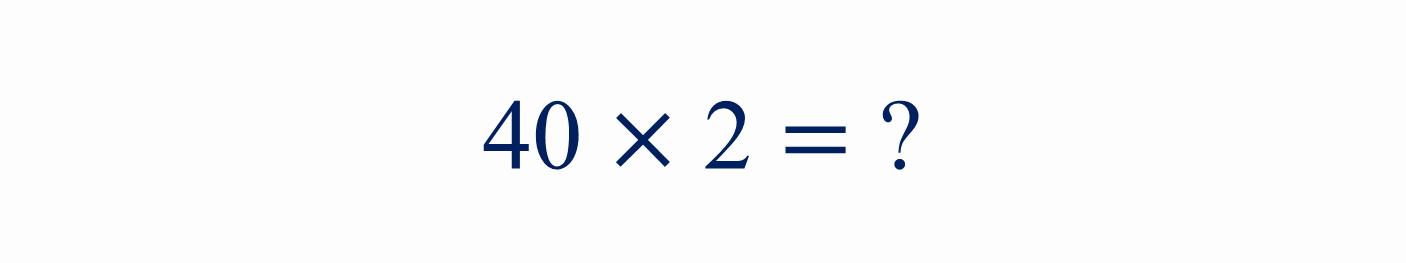 40 × 2 = ?